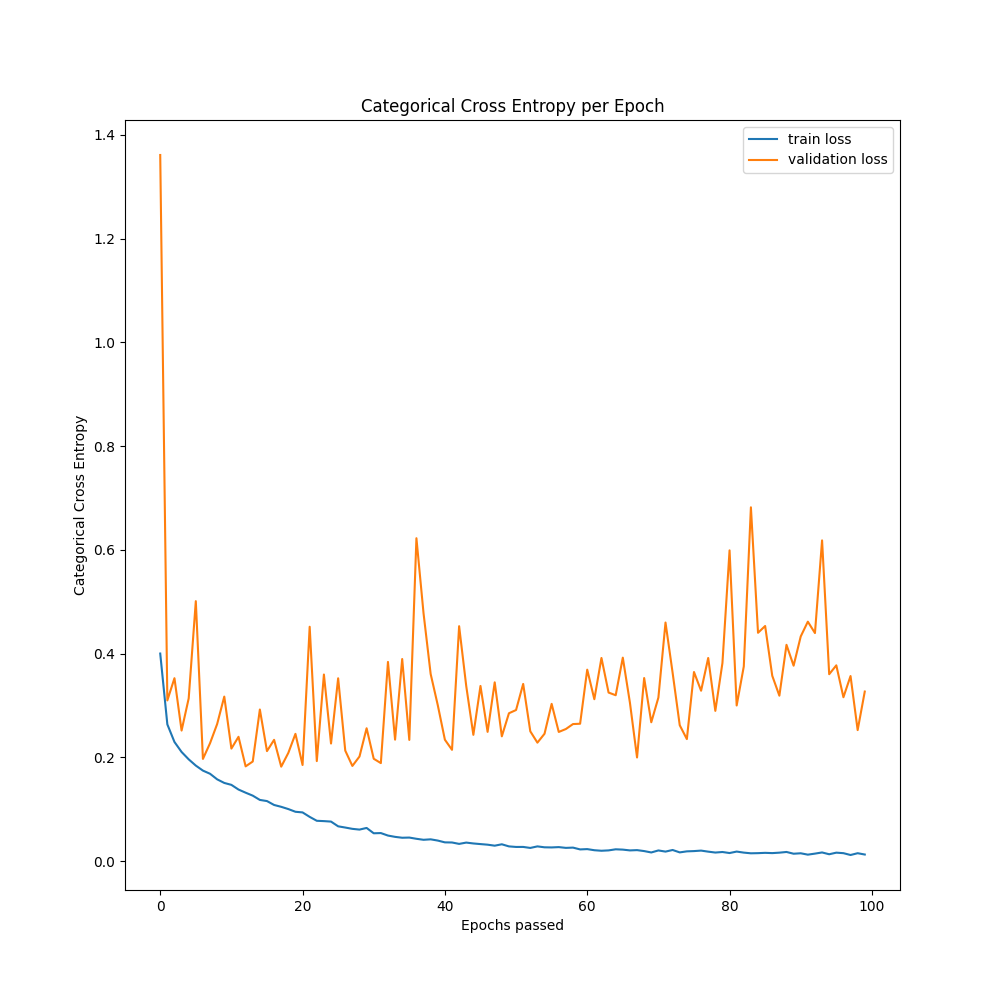 Categorical Cross Entropy per Epoch
train loss
validation loss
Categorical Cross Entropy
1.4
1.2
1.0
0.8
0.6
0.4
0.2
0.0
0 20 40 60 80 100
Epochs passed